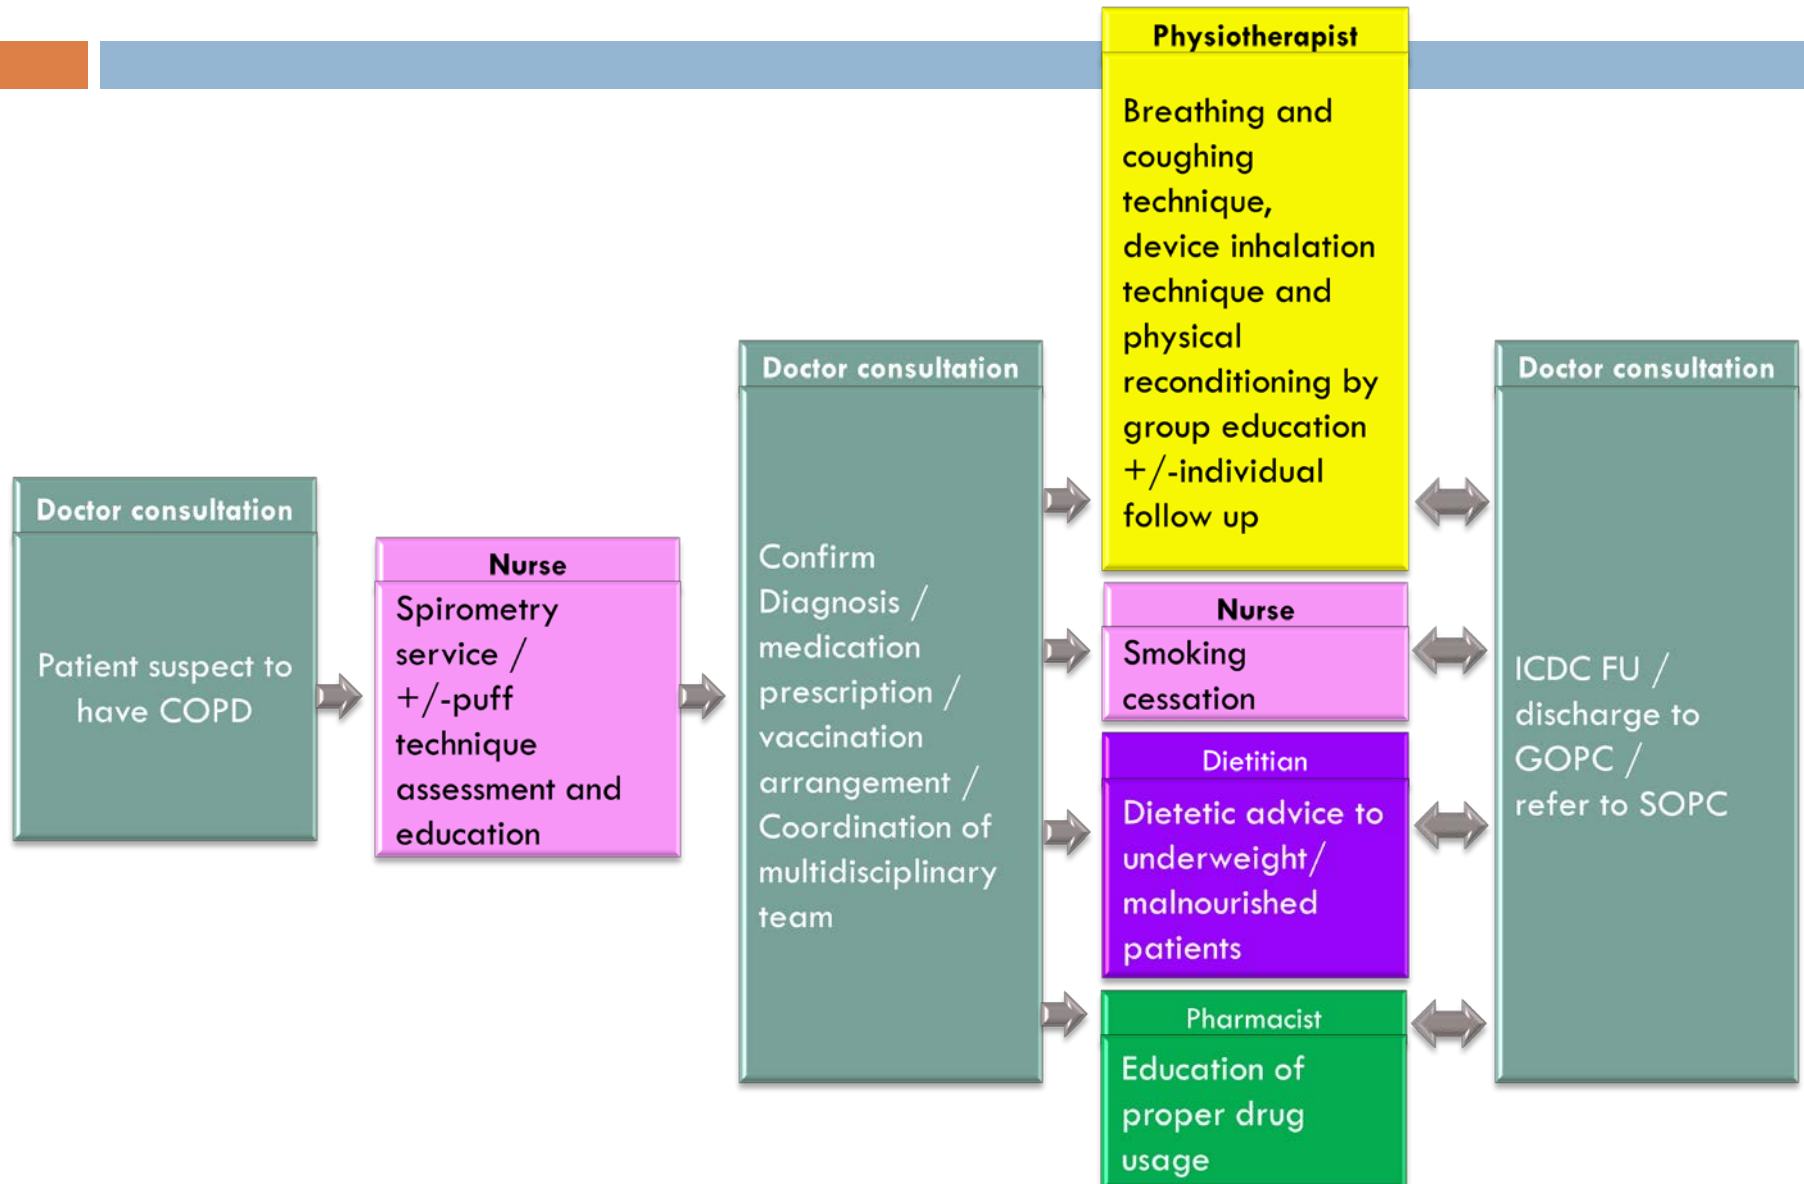 Doctor consultation
Patient suspect to
have COPD
Nurse
Spirometry
service /
+/-puff
technique
assessment and
education
Doctor consultation
Confirm
Diagnosis /
medication
prescription /
vaccination
arrangement /
Coordination of
multidisciplinary
team
Physiotherapist
Breathing and
coughing
technique,
device inhalation
technique and
physical
reconditioning by
group education
+/-individual
follow up
Nurse
Smoking
cessation
Dietitian
Dietetic advice to
underweight/
malnourished
patients
Pharmacist
Education of
proper drug
usage
Doctor consultation
ICDC FU /
discharge to
GOPC /
refer to SOPC